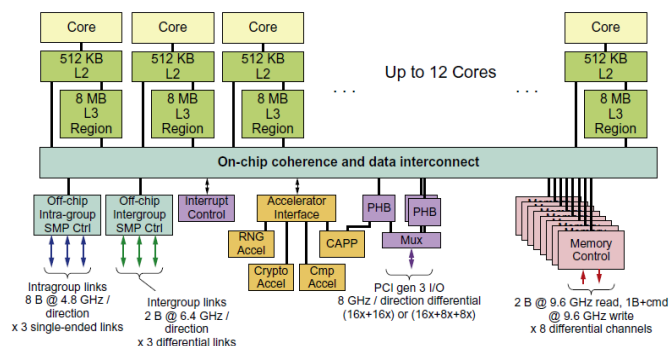 Core
Core
Core
Core
512 KB
L2
512 KB
L2
512 KB
L2
512 KB
L2
Up to 12 Cores
. . .
. . .
8 MB
L3
Region
8 MB
L3
Region
8 MB
L3
Region
8 MB
L3
Region
On-chip coherence and data interconnect
Off-chip
Intra-group
SMP Ctrl
Off-chip
Intergroup
SMP Ctrl
Interrupt
Control
Accelerator
Interface
PHB
PHB
Mux
RNG
Accel
Crypto
Accel
Cmp
Accel
CAPP
Memory
Control
Intragroup links
8 B @ 4.8 GHz /
direction
x 3 single-ended links
Intergroup links
2 B @ 6.4 GHz /
direction
x 3 differential links
PCI gen 3 I/O
8 GHz / direction differential
(16x+16x) or (16x+8x+8x)
2 B @ 9.6 GHz read, 1B+cmd
@ 9.6 GHz write
x 8 differential channels